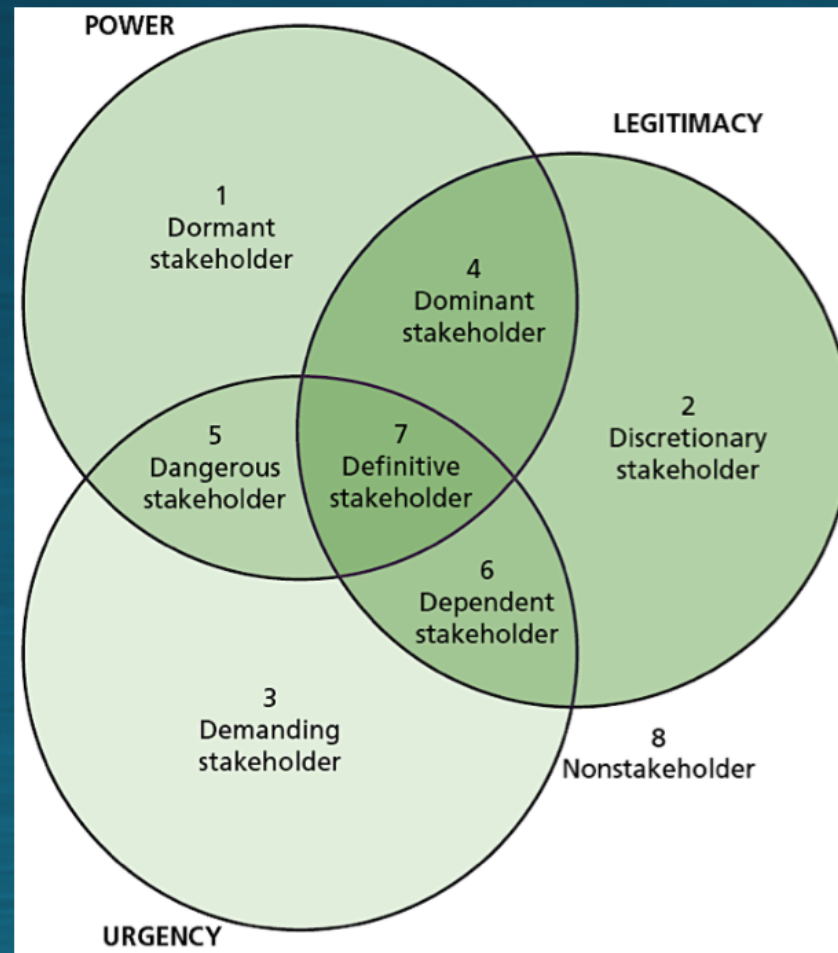 POWER
LEGITIMACY
1
Dormant
stakeholder
4
Dominant
stakeholder
2
Discretionary
stakeholder
5
Dangerous
stakeholder
7
Definitive
stakeholder
6
Dependent
stakeholder
3
Demanding
stakeholder
8
Nonstakeholder
URGENCY